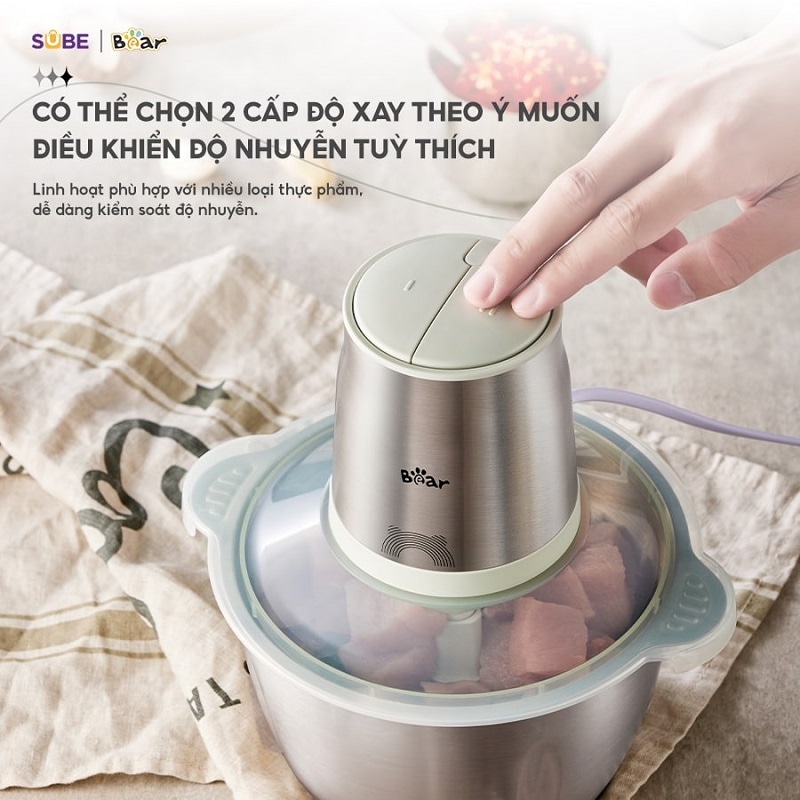 SUBE | Bear
CÓ THỂ CHỌN 2 CẤP ĐỘ XAY THEO Ý MUỐN
ĐIỀU KHIỂN ĐỘ NHUYỄN TUỲ THÍCH
Linh hoạt phù hợp với nhiều loại thực phẩm,
dễ dàng kiểm soát độ nhuyễn.
Bear